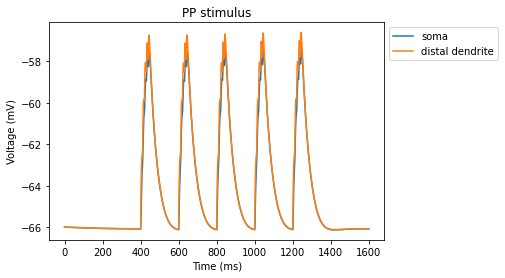 PP stimulus
soma
distal dendrite
Voltage (mV)
−58
−60
−62
−64
−66
0 200 400 600 800 1000 1200 1400 1600
Time (ms)